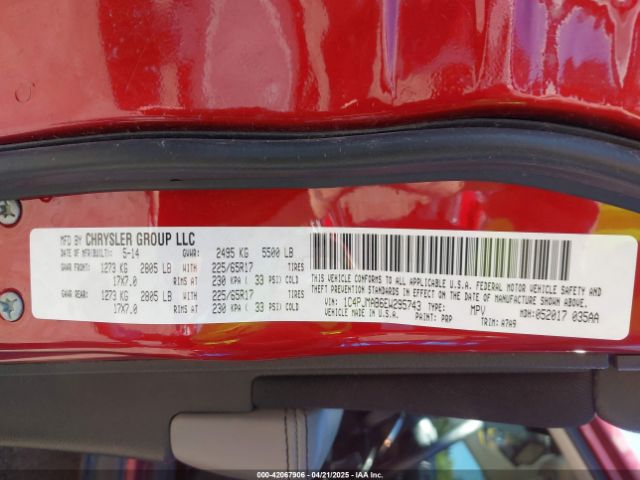 MFD BY CHRYSLER GROUP LLC
DATE OF MFR/BUILT: 5-14 GVWR: 2495 KG 5500 LB
GAWR FRONT: 1273 KG 2805 LB WITH 225/65R17 TIRES
17X7.0 RIMS AT 230 KPA ( 33 PSI) COLD
GAWR REAR: 1273 KG 2805 LB WITH 225/65R17 TIRES
17X7.0 RIMS AT 230 KPA ( 33 PSI) COLD
THIS VEHICLE CONFORMS TO ALL APPLICABLE U.S.A. FEDERAL MOTOR VEHICLE SAFETY AND
THEFT PREVENTION STANDARDS IN EFFECT ON THE DATE OF MANUFACTURE SHOWN ABOVE.
VIN: 1C4PJMAB6EW295743 TYPE: MPV MDH:052017 035AA
VEHICLE MADE IN U.S.A. PAINT: PRP TRIM: A7A9
000-42067906 - 04/21/2025 - IAAI.COM